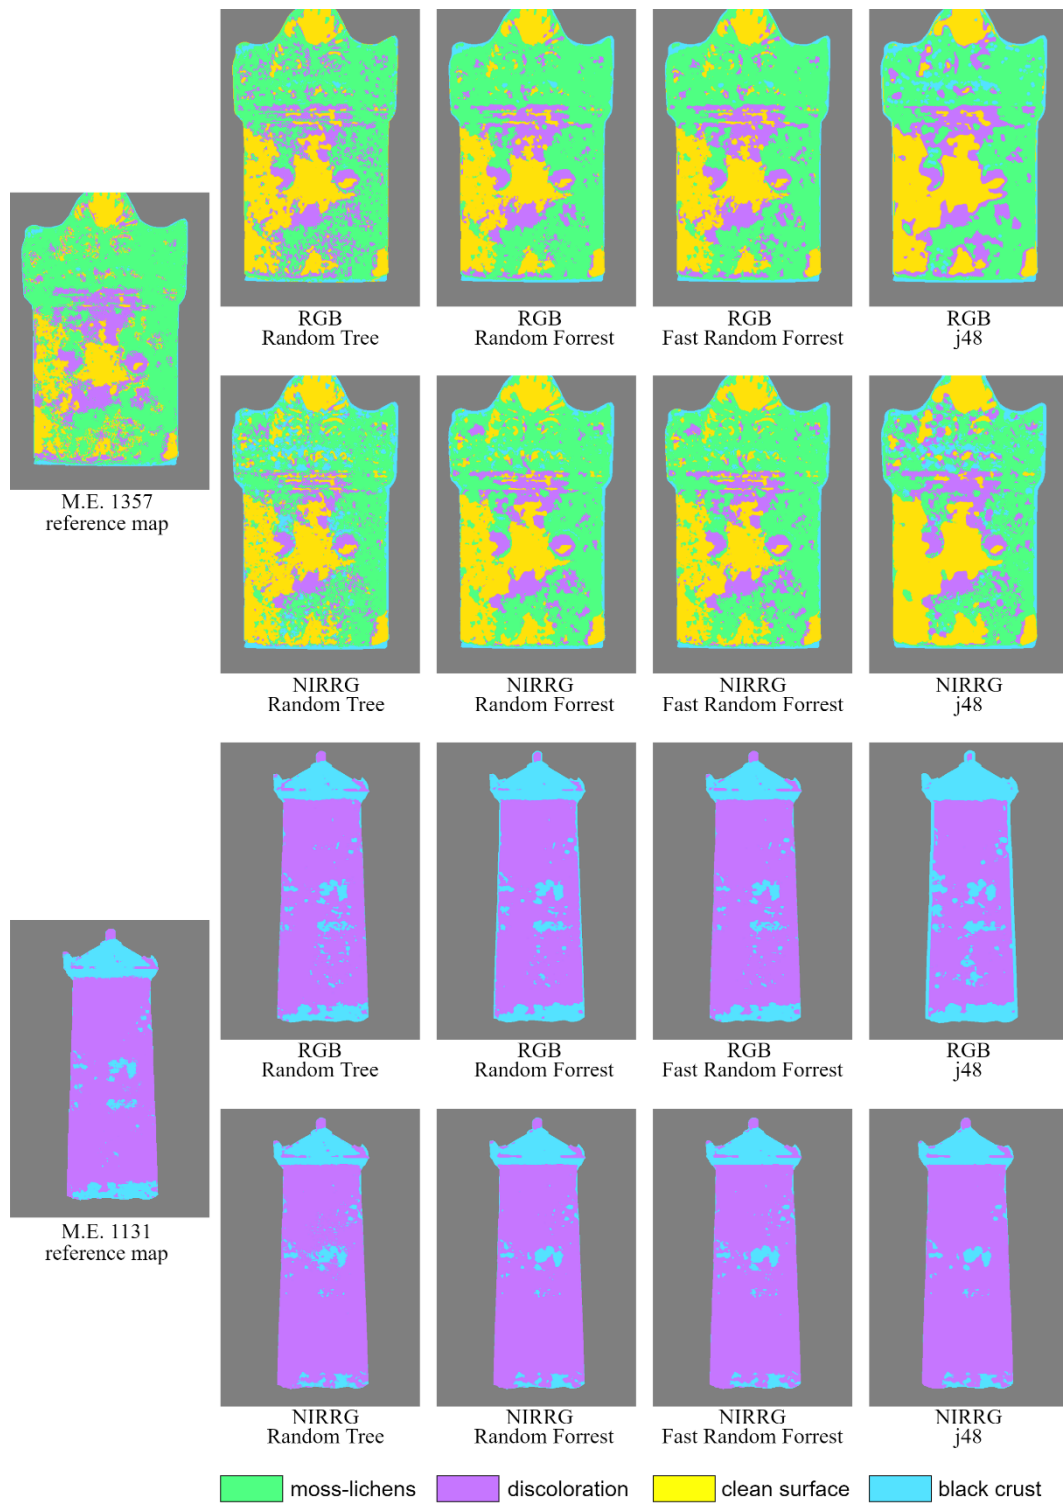 RGB
Random Tree
RGB
Random Forrest
RGB
Fast Random Forrest
RGB
j48
M.E. 1357
reference map
NIRRG
Random Tree
NIRRG
Random Forrest
NIRRG
Fast Random Forrest
NIRRG
j48
RGB
Random Tree
RGB
Random Forrest
RGB
Fast Random Forrest
RGB
j48
M.E. 1131
reference map
NIRRG
Random Tree
NIRRG
Random Forrest
NIRRG
Fast Random Forrest
NIRRG
j48
moss-lichens
discoloration
clean surface
black crust